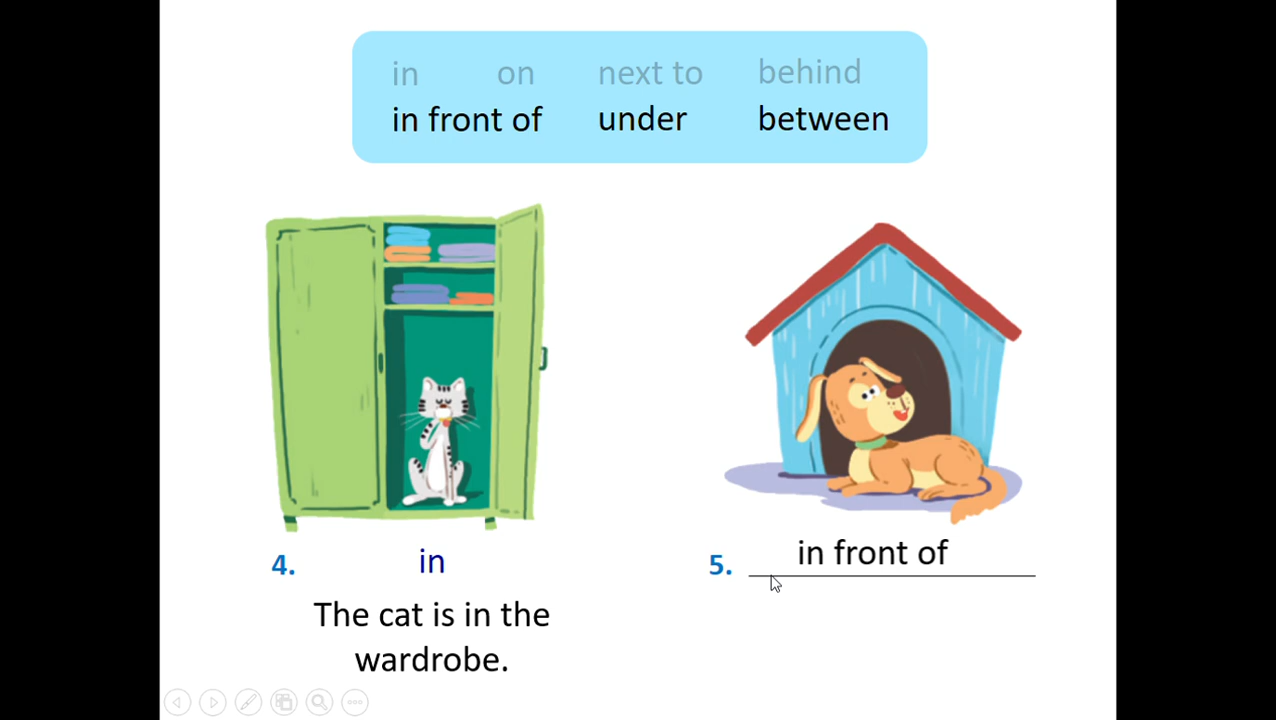 in on next to behind
in front of under between
4. in
The cat is in the
wardrobe.
5. in front of